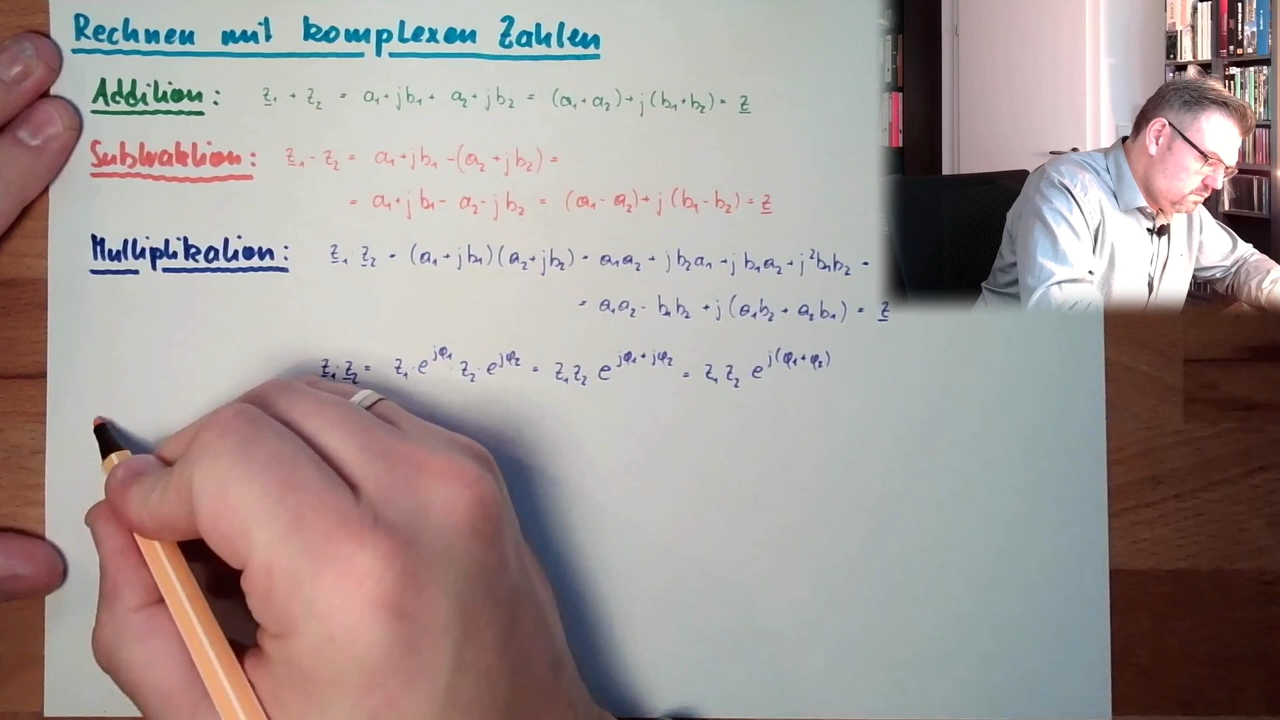 Rechnen mit komplexen Zahlen
Addition: z₁ + z₂ = a₁ + jb₁ + a₂ + jb₂ = (a₁+a₂)+j(b₁+b₂) = z
Subtraktion: z₁ - z₂ = a₁+jb₁ -(a₂+jb₂) =
= a₁+jb₁ - a₂ - jb₂ = (a₁-a₂)+j(b₁-b₂) = z
Multiplikation: z₁ · z₂ = (a₁+jb₁)(a₂+jb₂) = a₁a₂ + jb₂a₁ + jb₁a₂ + j²b₁b₂ =
= a₁a₂ - b₁b₂ + j(a₁b₂ + a₂b₁) = z
z₁·z₂ = z₁·e^{jφ₁} · z₂·e^{jφ₂} = z₁z₂ e^{jφ₁+jφ₂} = z₁z₂ e^{j(φ₁+φ₂)}